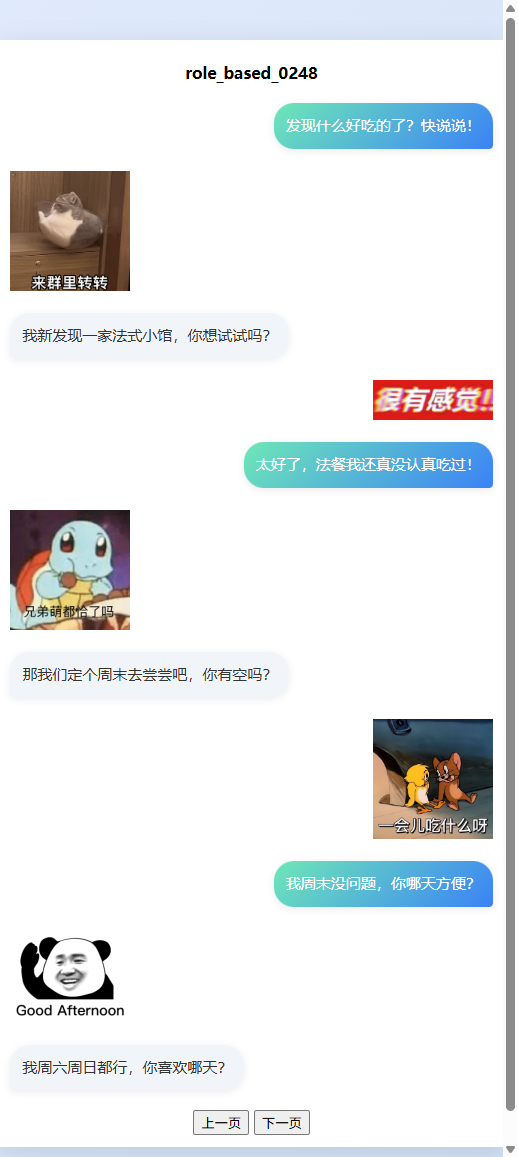 role_based_0248
发现什么好吃的了？快说说！
来群里转转
我新发现一家法式小馆，你想试试吗？
很有感觉!!
太好了，法餐我还真没认真吃过！
兄弟萌都恰了吗
那我们定个周末去尝尝吧，你有空吗？
一会儿吃什么呀
我周末没问题，你哪天方便？
Good Afternoon
我周六周日都行，你喜欢哪天？
上一页 下一页